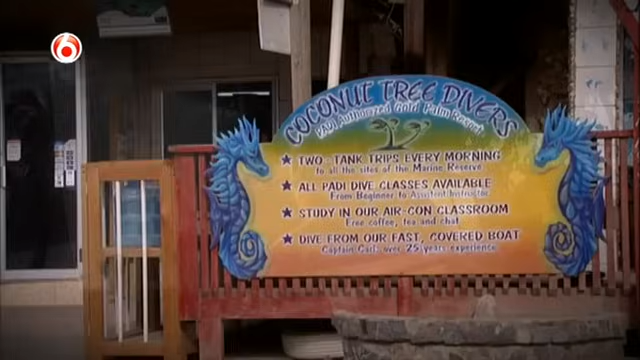 6
COCONUT TREE DIVERS
PADI Authorized Gold Palm Resort
TWO-TANK TRIPS EVERY MORNING
to all the sites of the Marine Reserve
ALL PADI DIVE CLASSES AVAILABLE
From Beginner to Assistant Instructor
STUDY IN OUR AIR-CON CLASSROOM
Free coffee, tea and chat
DIVE FROM OUR FAST, COVERED BOAT
Captain Carl: over 25 years experience